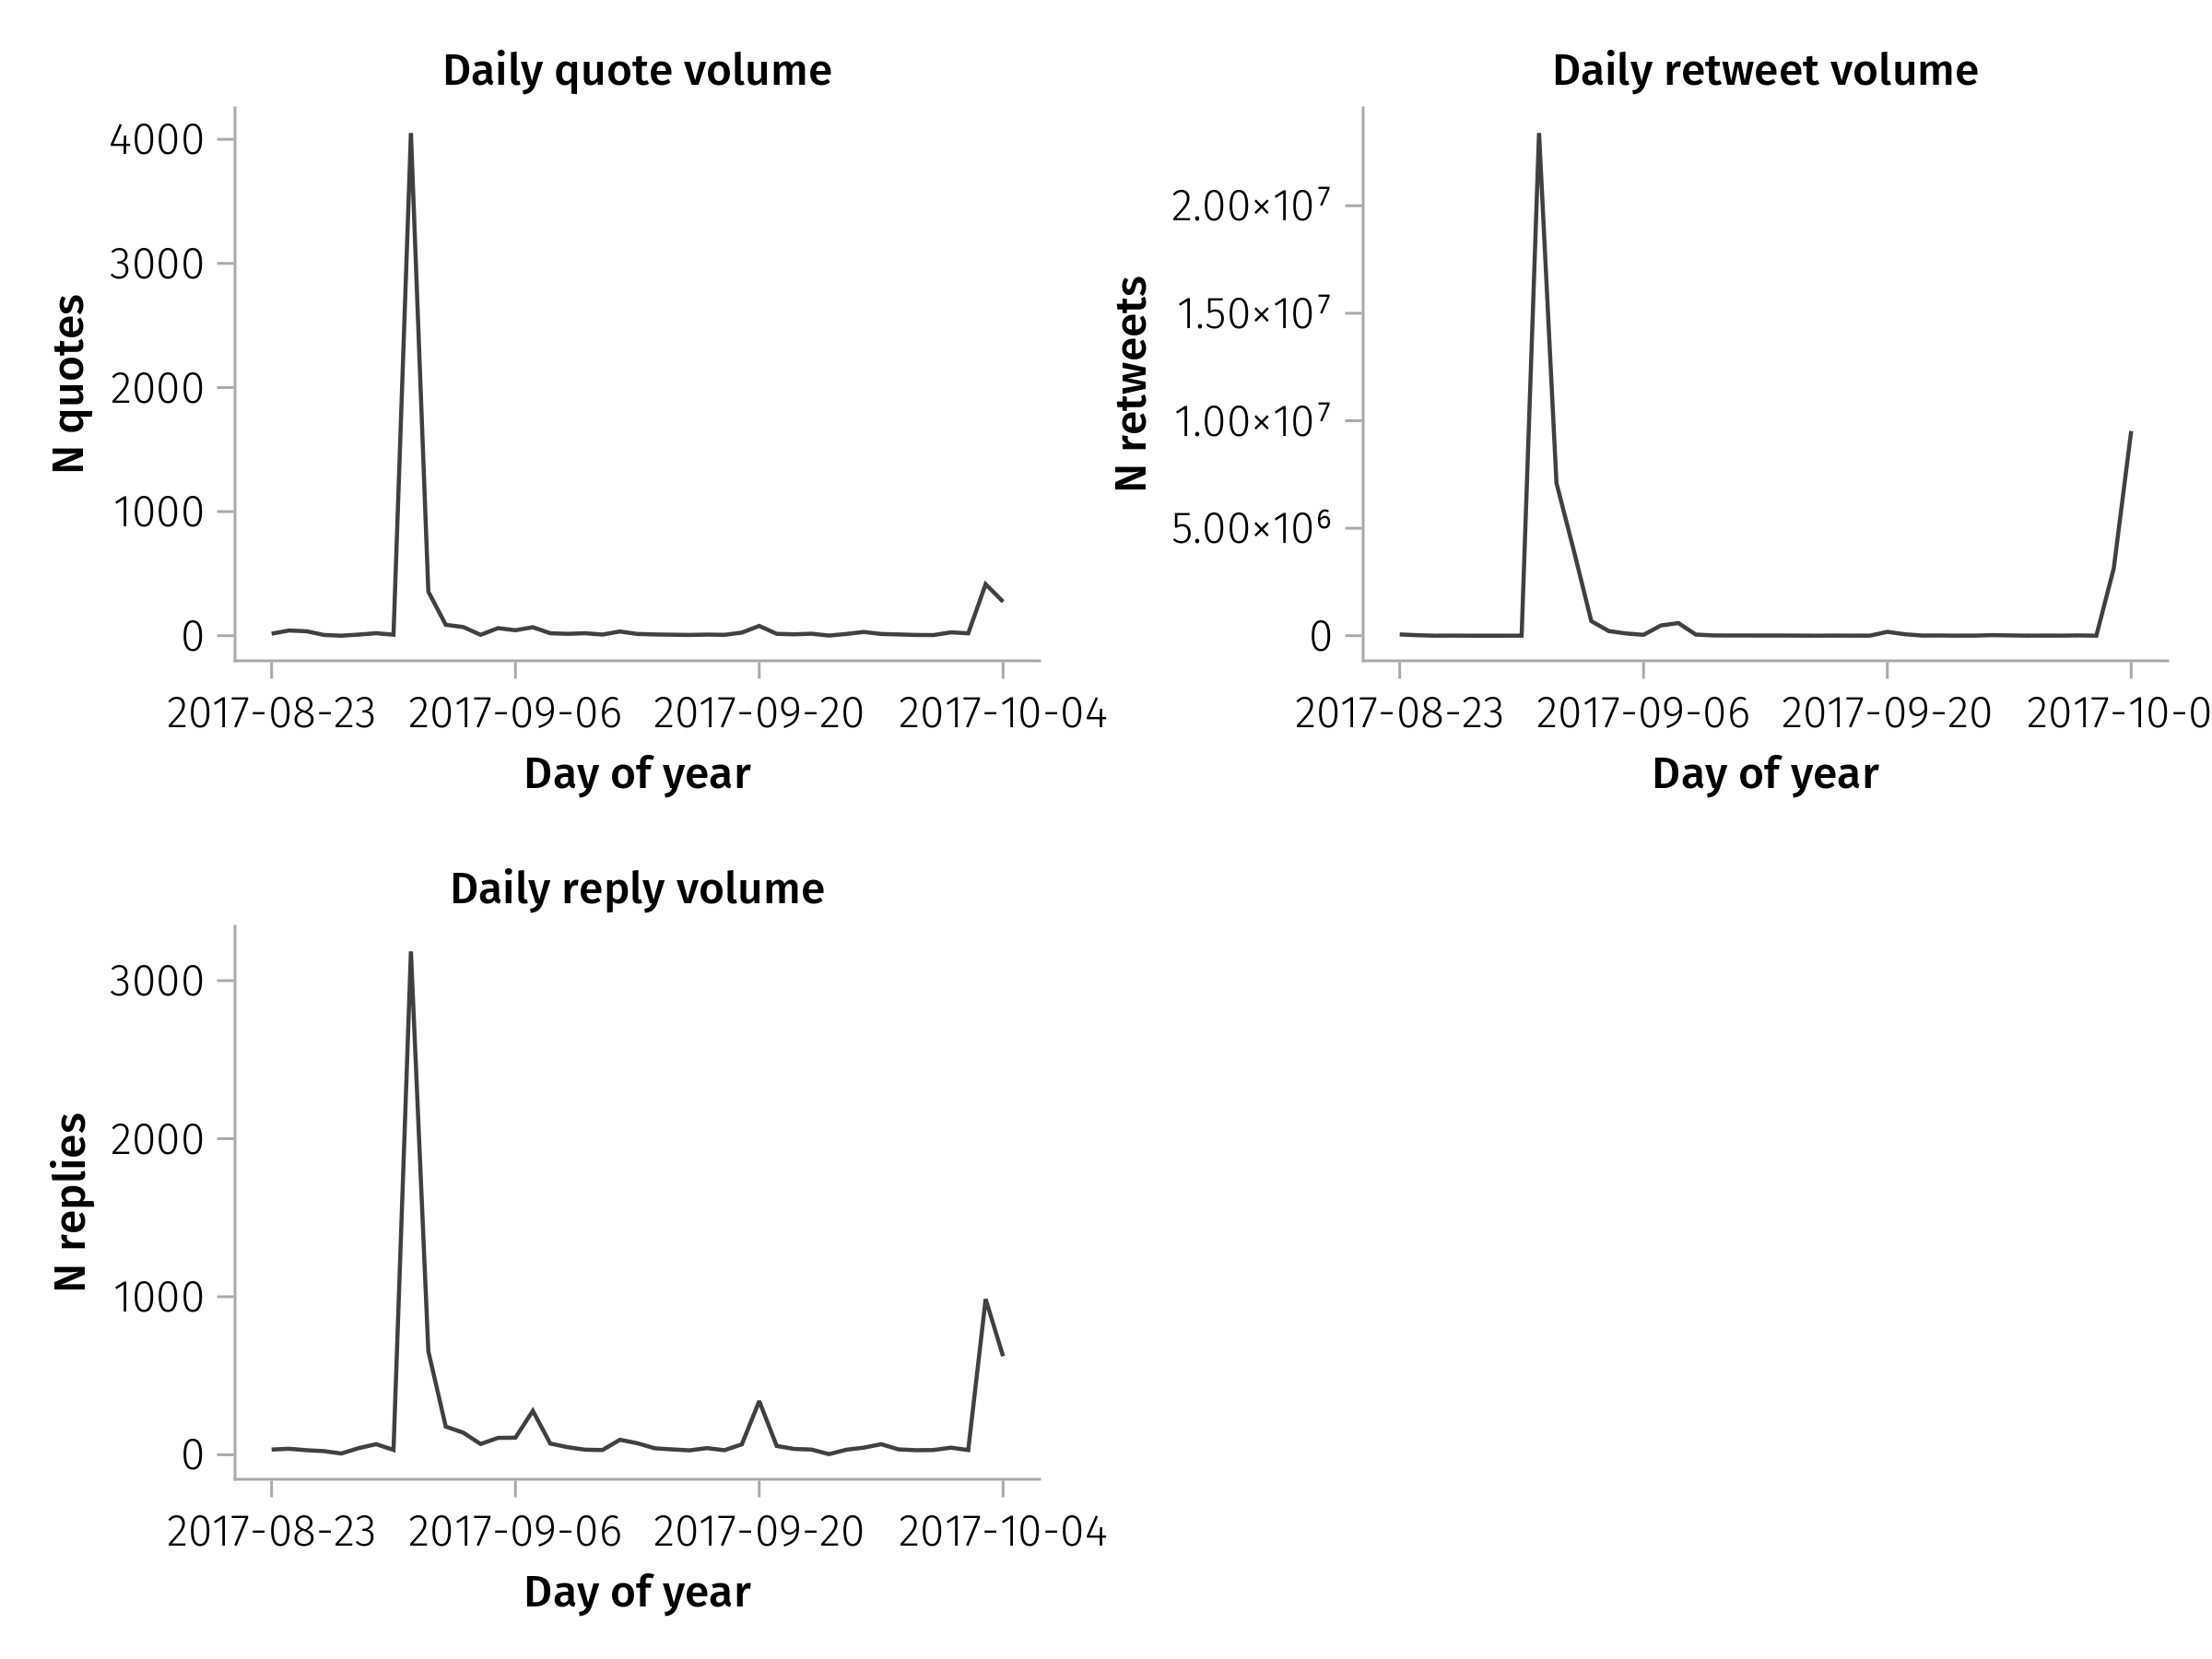 Daily quote volume
N quotes
4000
3000
2000
1000
0
2017-08-23 2017-09-06 2017-09-20 2017-10-04
Day of year
Daily retweet volume
N retweets
2.00×10⁷
1.50×10⁷
1.00×10⁷
5.00×10⁶
0
2017-08-23 2017-09-06 2017-09-20 2017-10-0
Day of year
Daily reply volume
N replies
3000
2000
1000
0
2017-08-23 2017-09-06 2017-09-20 2017-10-04
Day of year